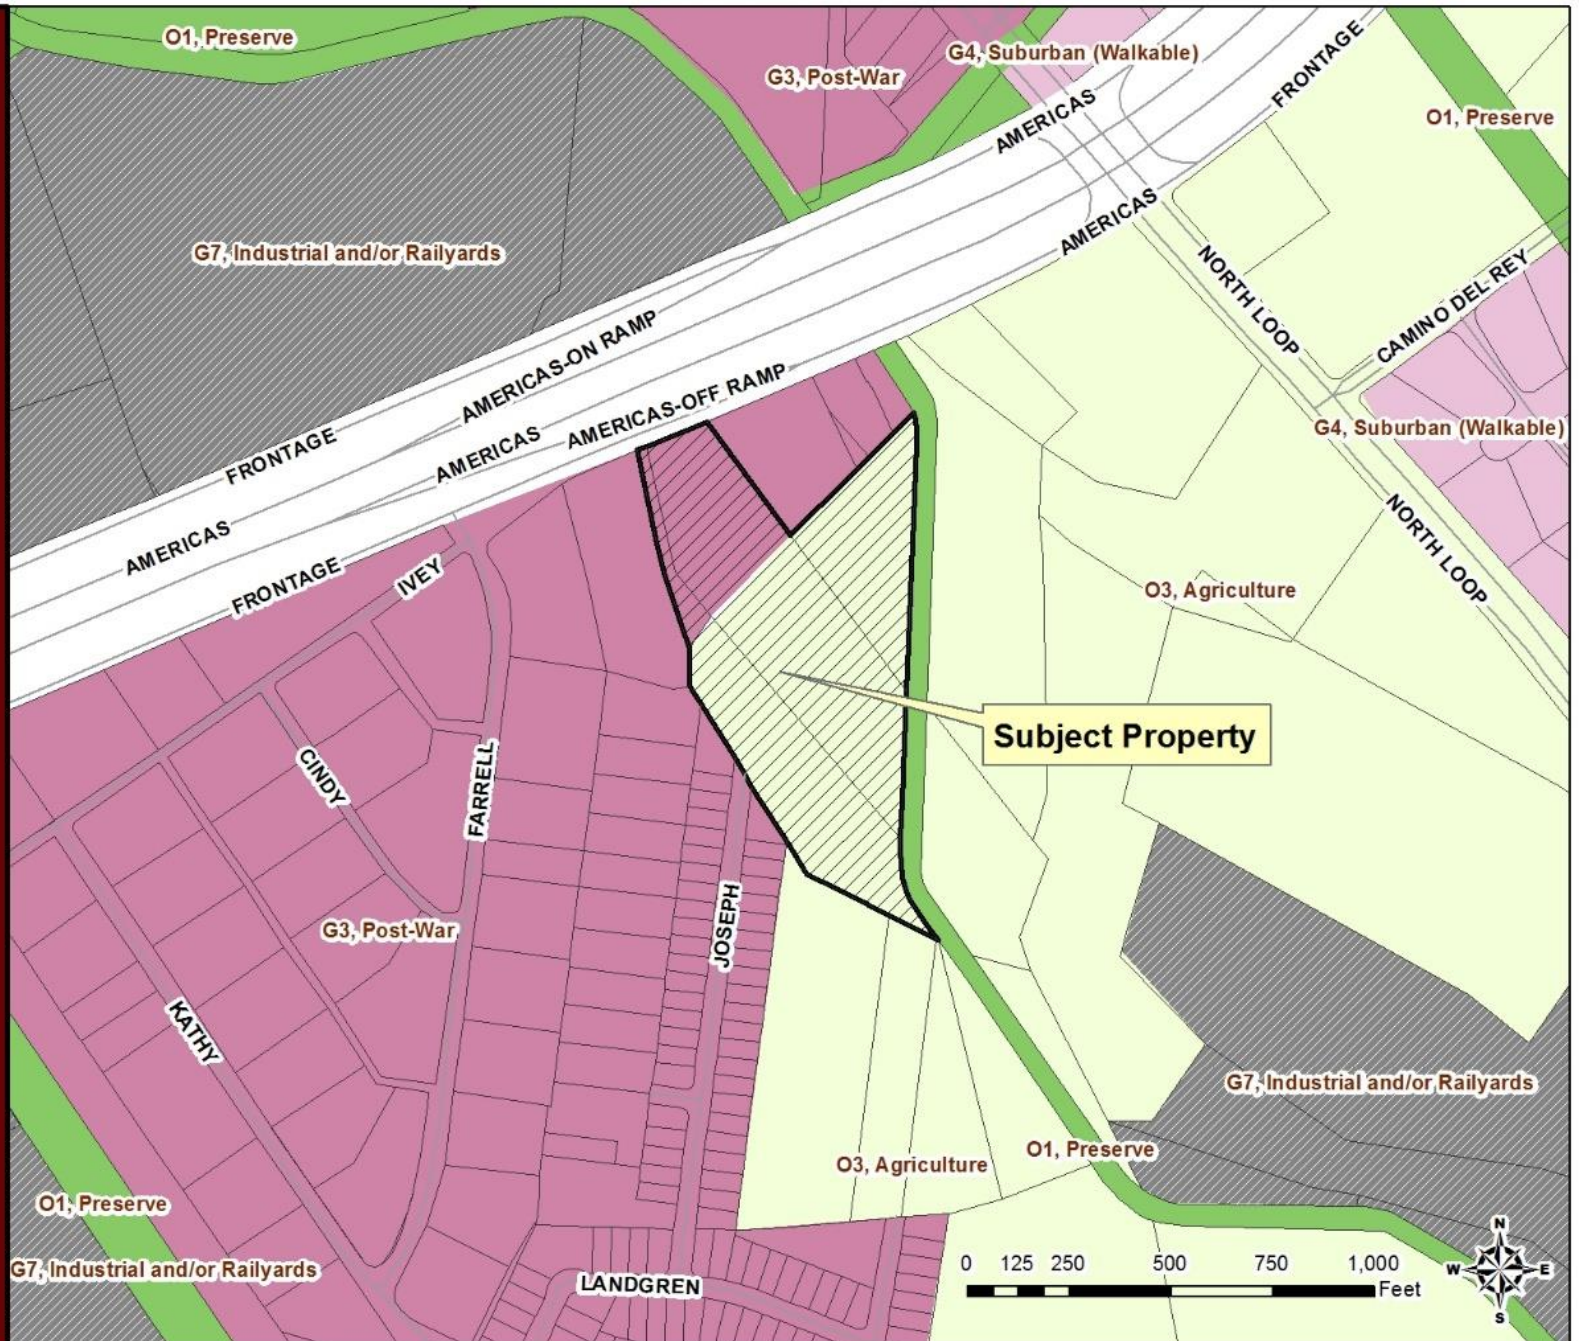 O1, Preserve
G4, Suburban (Walkable)
G3, Post-War
FRONTAGE
AMERICAS
O1, Preserve
AMERICAS
G7, Industrial and/or Railyards
NORTH LOOP
CAMINO DEL REY
AMERICAS-ON RAMP
AMERICAS-OFF RAMP
FRONTAGE
AMERICAS
G4, Suburban (Walkable)
AMERICAS
FRONTAGE
IVEY
NORTH LOOP
O3, Agriculture
Subject Property
CINDY
FARRELL
JOSEPH
G3, Post-War
KATHY
G7, Industrial and/or Railyards
O3, Agriculture
O1, Preserve
O1, Preserve
G7, Industrial and/or Railyards
LANDGREN
0 125 250 500 750 1,000
Feet
N
W E
S